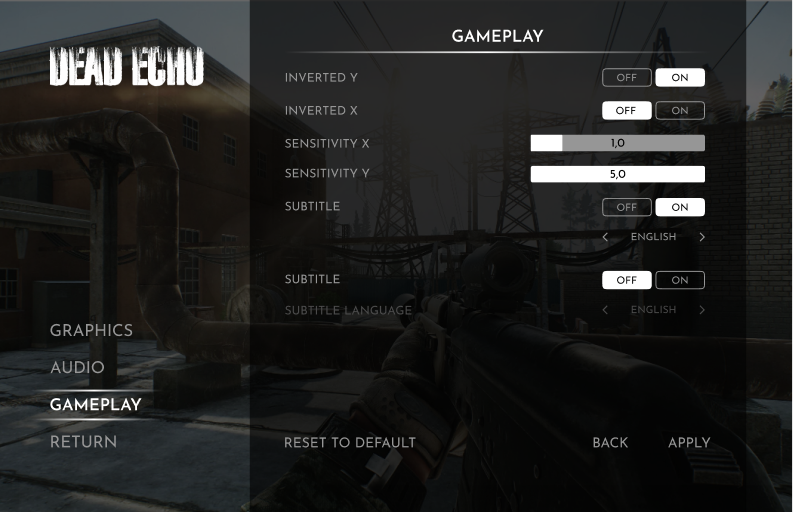 GAMEPLAY
DEAD ECHO
INVERTED Y OFF ON
INVERTED X OFF ON
SENSITIVITY X 1,0
SENSITIVITY Y 5,0
SUBTITLE OFF ON
< ENGLISH >
SUBTITLE OFF ON
SUBTITLE LANGUAGE < ENGLISH >
GRAPHICS
AUDIO
GAMEPLAY
RETURN
RESET TO DEFAULT BACK APPLY